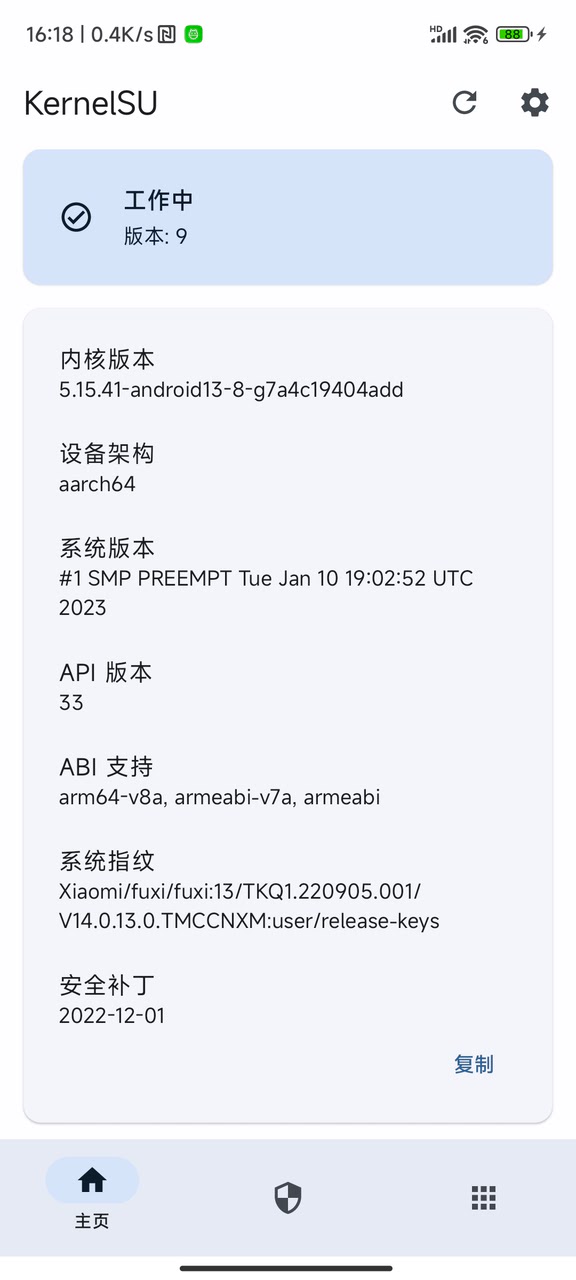 16:18 | 0.4K/s
HD
6
88
KernelSU
工作中
版本: 9
内核版本
5.15.41-android13-8-g7a4c19404add
设备架构
aarch64
系统版本
#1 SMP PREEMPT Tue Jan 10 19:02:52 UTC
2023
API 版本
33
ABI 支持
arm64-v8a, armeabi-v7a, armeabi
系统指纹
Xiaomi/fuxi/fuxi:13/TKQ1.220905.001/
V14.0.13.0.TMCCNXM:user/release-keys
安全补丁
2022-12-01
复制
主页